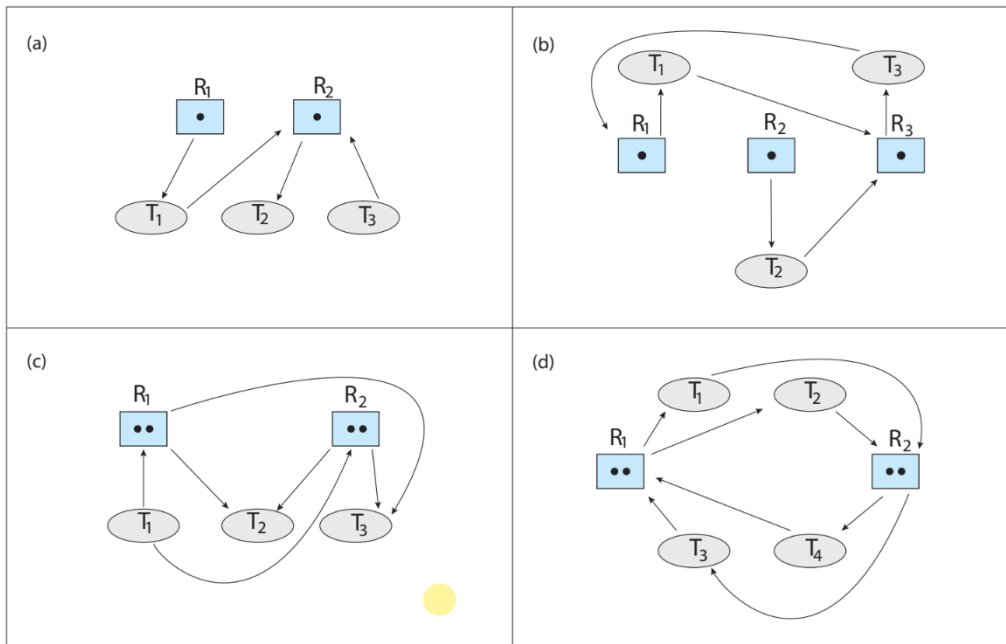 (a)
R₁ R₂
T₁ T₂ T₃
(b)
T₁ T₃
R₁ R₂ R₃
T₂
(c)
R₁ R₂
T₁ T₂ T₃
(d)
T₁ T₂
R₁ R₂
T₃ T₄